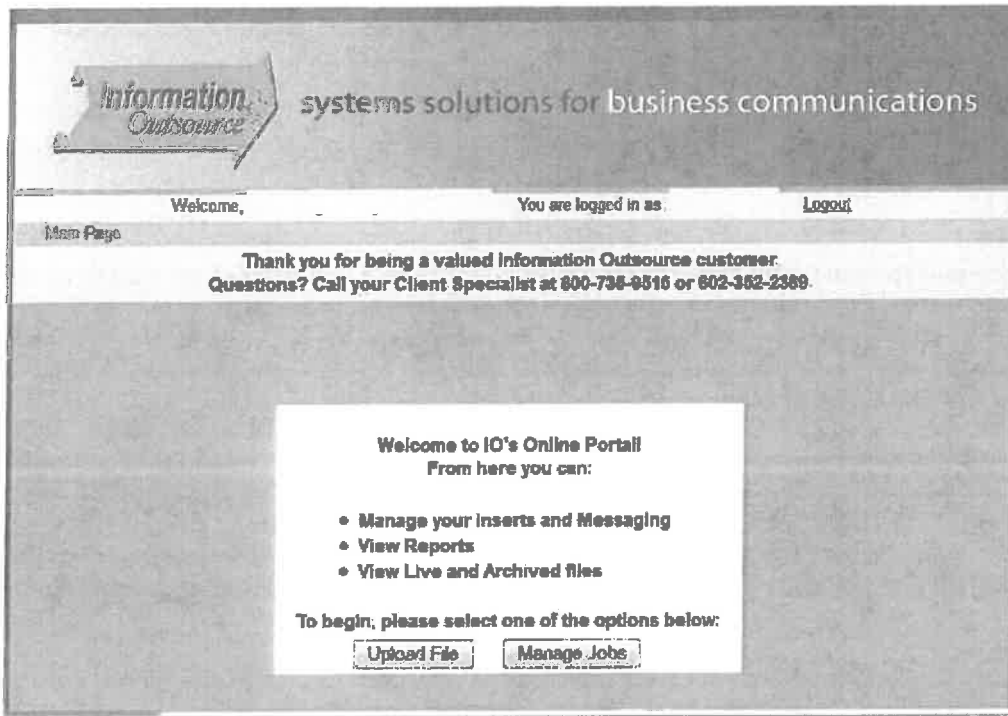 Information
Outsource
systems solutions for business communications
Welcome,
You are logged in as
Logout
Main Page
Thank you for being a valued Information Outsource customer.
Questions? Call your Client Specialist at or 602-352-2389.
Welcome to IO's Online Portal!
From here you can:
• Manage your Inserts and Messaging
• View Reports
• View Live and Archived files
To begin, please select one of the options below:
Upload File
Manage Jobs